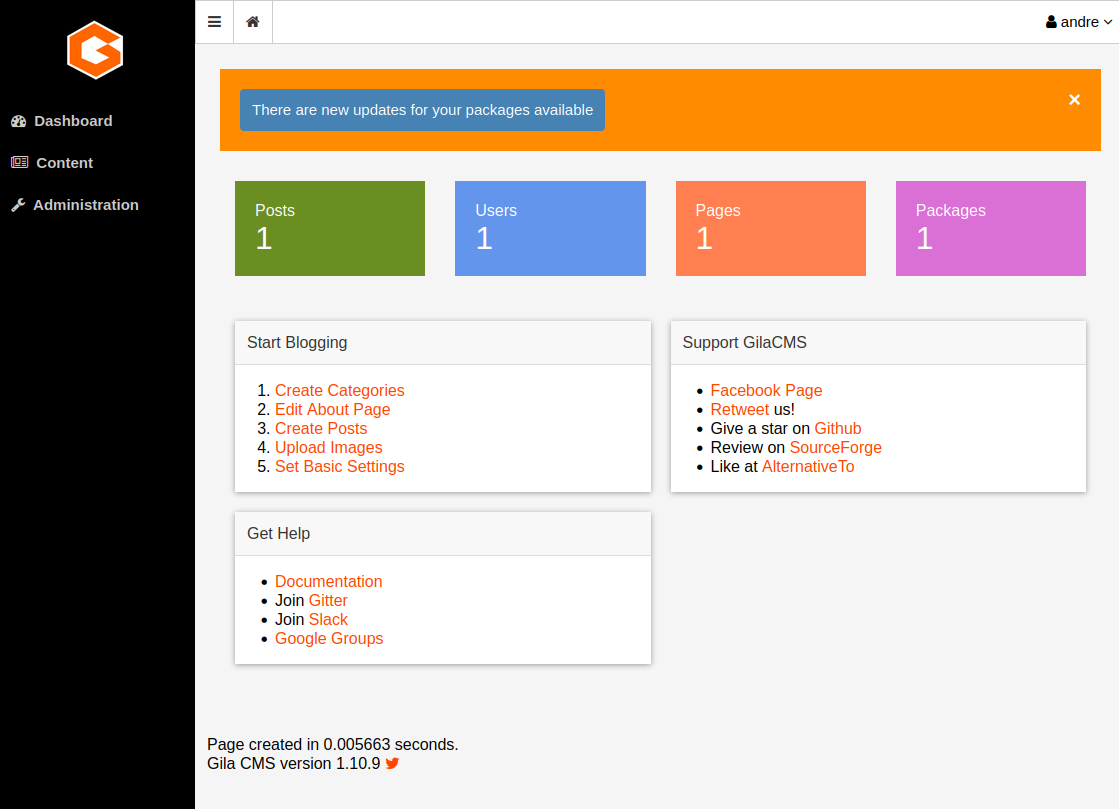 andre
Dashboard
Content
Administration
There are new updates for your packages available
×
Posts
1
Users
1
Pages
1
Packages
1
Start Blogging
1. Create Categories
2. Edit About Page
3. Create Posts
4. Upload Images
5. Set Basic Settings
Support GilaCMS
• Facebook Page
• Retweet us!
• Give a star on Github
• Review on SourceForge
• Like at AlternativeTo
Get Help
• Documentation
• Join Gitter
• Join Slack
• Google Groups
Page created in 0.005663 seconds.
Gila CMS version 1.10.9